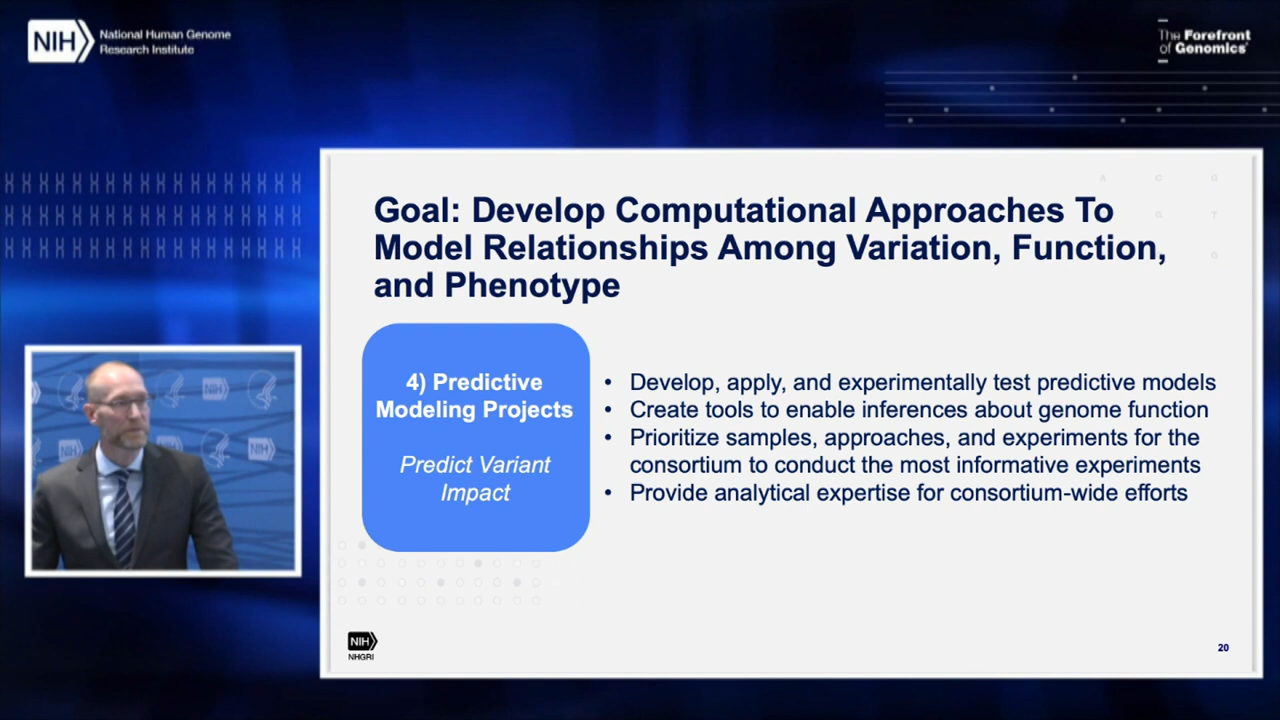 NIH National Human Genome
Research Institute
The Forefront
of Genomics®
Goal: Develop Computational Approaches To
Model Relationships Among Variation, Function,
and Phenotype
4) Predictive
Modeling Projects
Predict Variant
Impact
• Develop, apply, and experimentally test predictive models
• Create tools to enable inferences about genome function
• Prioritize samples, approaches, and experiments for the
consortium to conduct the most informative experiments
• Provide analytical expertise for consortium-wide efforts
NIH
NIH
NIH
NIH
NHGRI
20